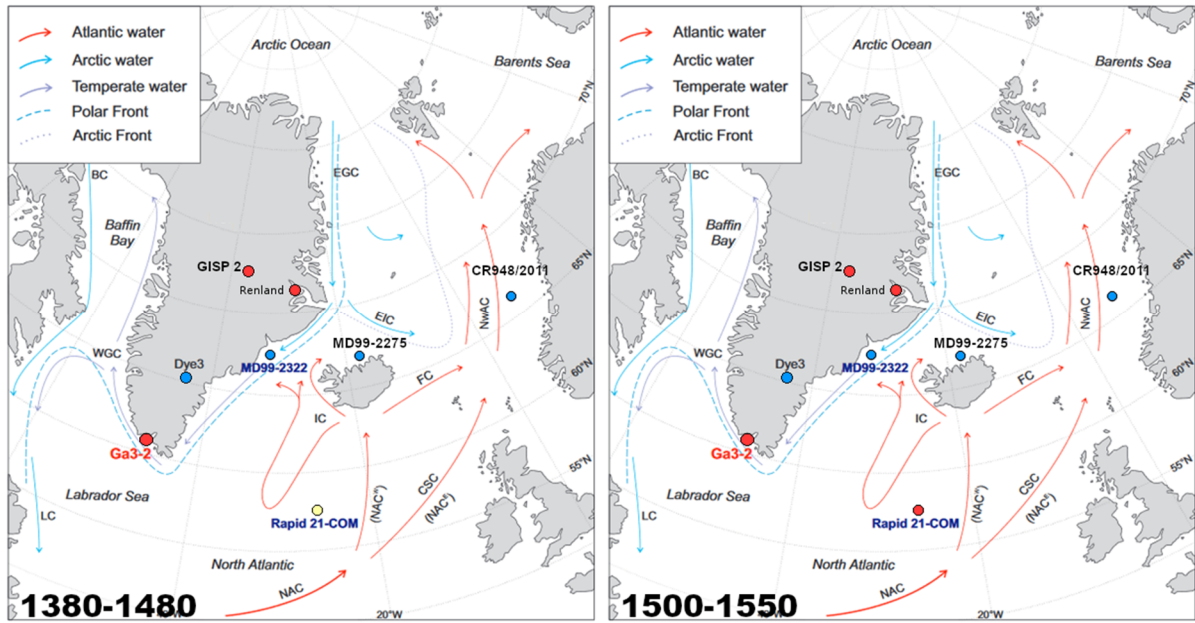 Atlantic water
Arctic water
Temperate water
Polar Front
Arctic Front
Arctic Ocean
Barents Sea
70°N
BC
EGC
Baffin
Bay
GISP 2
CR948/2011
65°N
Renland
NwAC
EIC
MD99-2275
WGC
Dye3
MD99-2322
60°N
FC
IC
Ga3-2
55°N
Labrador Sea
CSC
(NACᴱ)
LC
Rapid 21-COM
North Atlantic
NAC
20°W
1380-1480
Atlantic water
Arctic water
Temperate water
Polar Front
Arctic Front
Arctic Ocean
Barents Sea
70°N
BC
EGC
Baffin
Bay
GISP 2
CR948/2011
65°N
Renland
NwAC
EIC
MD99-2275
WGC
Dye3
MD99-2322
60°N
FC
IC
Ga3-2
55°N
Labrador Sea
CSC
(NACᴱ)
LC
Rapid 21-COM
North Atlantic
NAC
20°W
1500-1550